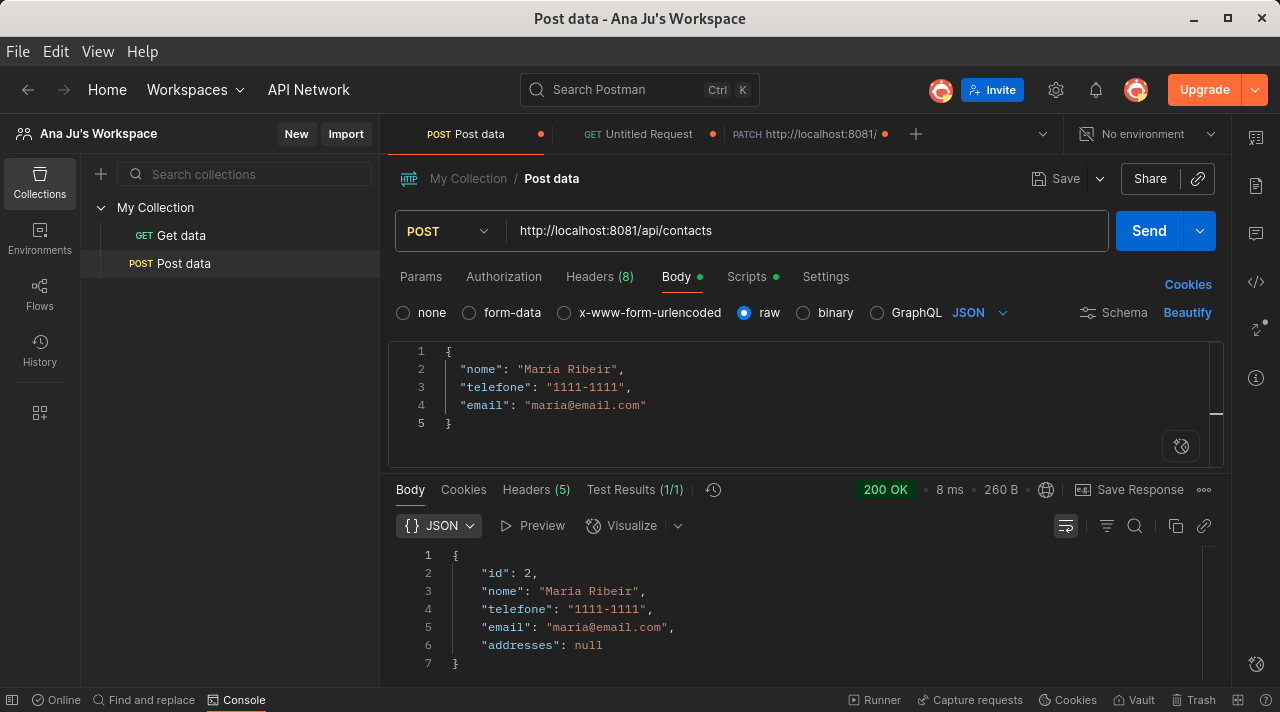 Post data - Ana Ju's Workspace
File Edit View Help
Home Workspaces API Network Search Postman Ctrl K Invite Upgrade
Ana Ju's Workspace New Import POST Post data GET Untitled Request PATCH http://localhost:8081/ No environment
Collections
Environments
Flows
History
Search collections
My Collection
GET Get data
POST Post data
HTTP My Collection / Post data Save Share
POST http://localhost:8081/api/contacts Send
Params Authorization Headers (8) Body Scripts Settings Cookies
none form-data x-www-form-urlencoded raw binary GraphQL JSON Schema Beautify
1 {
2 "nome": "Maria Ribeir",
3 "telefone": "1111-1111",
4 "email": "maria@email.com"
5 }
Body Cookies Headers (5) Test Results (1/1) 200 OK • 8 ms • 260 B e.g. Save Response
{} JSON Preview Visualize
1 {
2 "id": 2,
3 "nome": "Maria Ribeir",
4 "telefone": "1111-1111",
5 "email": "maria@email.com",
6 "addresses": null
7 }
Online Find and replace Console Runner Capture requests Cookies Vault Trash